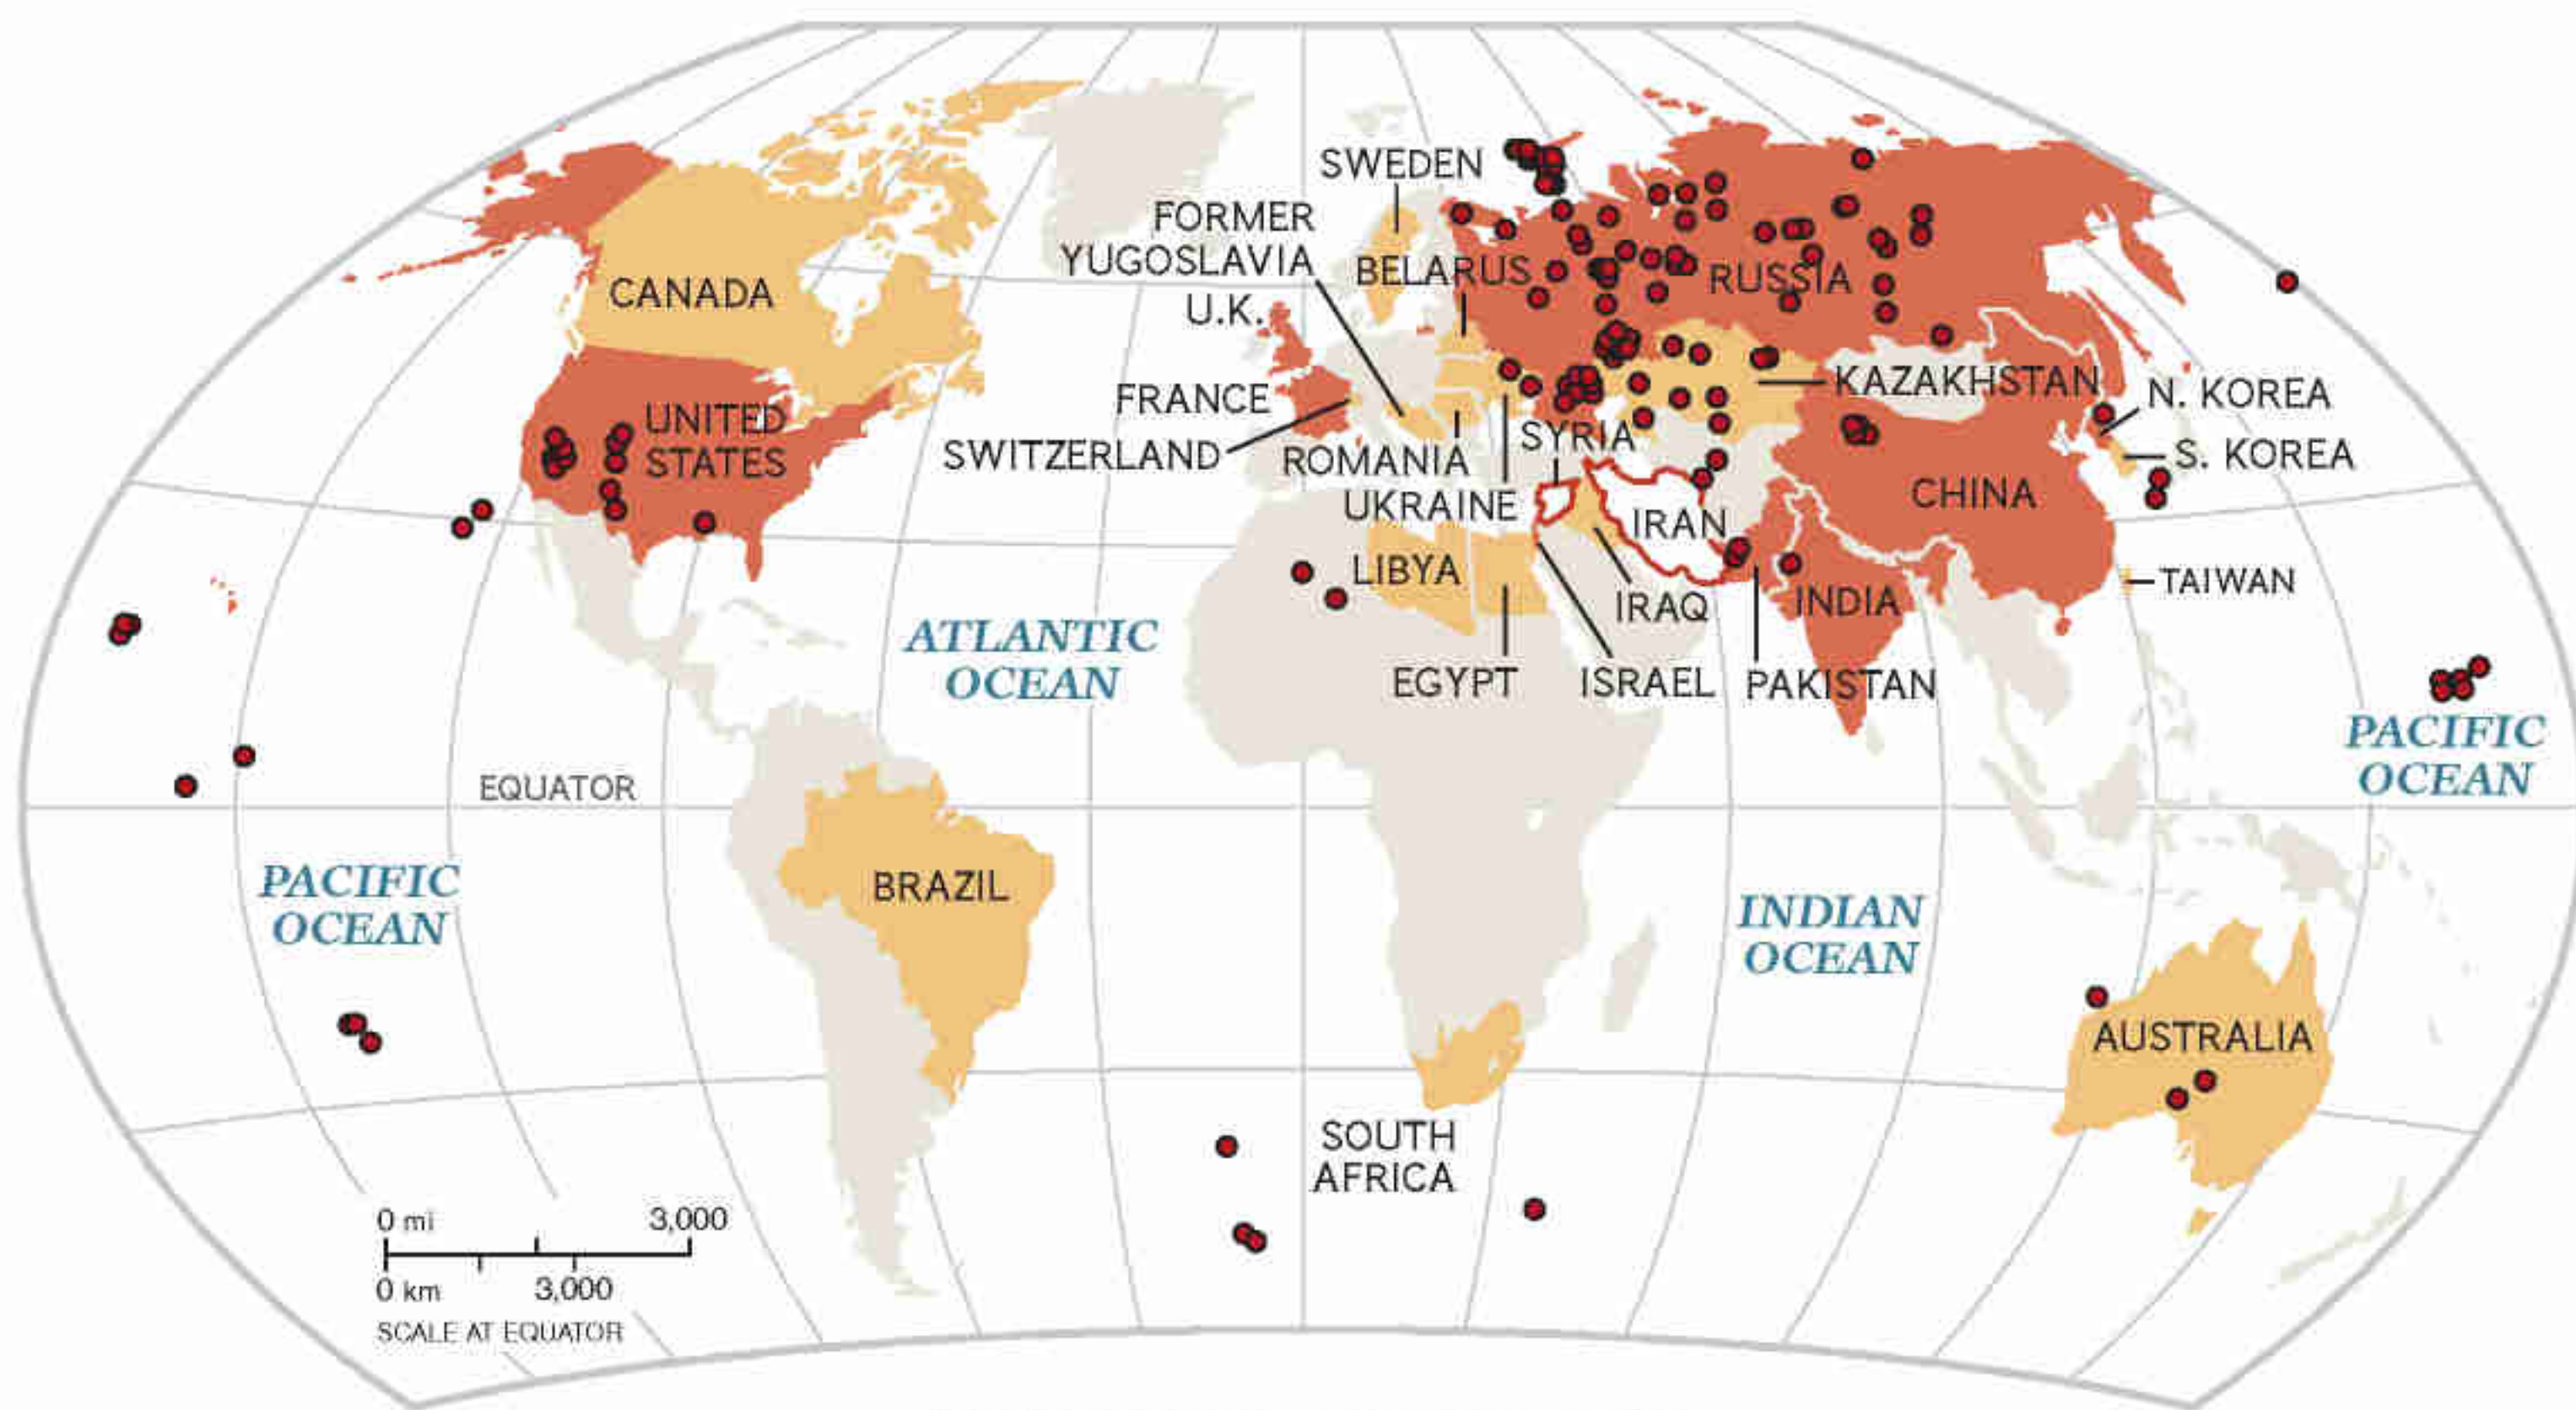 SWEDEN
FORMER
YUGOSLAVIA
BELARUS
RUSSIA
CANADA
U.K.
FRANCE
KAZAKHSTAN
N. KOREA
UNITED
STATES
SWITZERLAND
ROMANIA
SYRIA
S. KOREA
UKRAINE
CHINA
IRAN
LIBYA
TAIWAN
IRAQ
INDIA
ATLANTIC
OCEAN
EGYPT
ISRAEL
PAKISTAN
PACIFIC
OCEAN
EQUATOR
PACIFIC
OCEAN
BRAZIL
INDIAN
OCEAN
AUSTRALIA
SOUTH
AFRICA
0 mi 3,000
0 km 3,000
SCALE AT EQUATOR